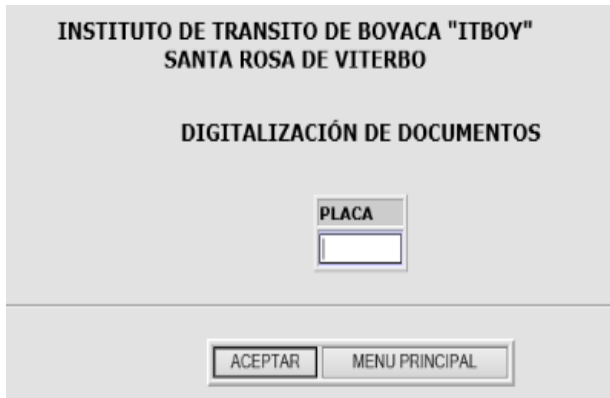 INSTITUTO DE TRANSITO DE BOYACA "ITBOY"
SANTA ROSA DE VITERBO
DIGITALIZACIÓN DE DOCUMENTOS
PLACA
ACEPTAR MENU PRINCIPAL